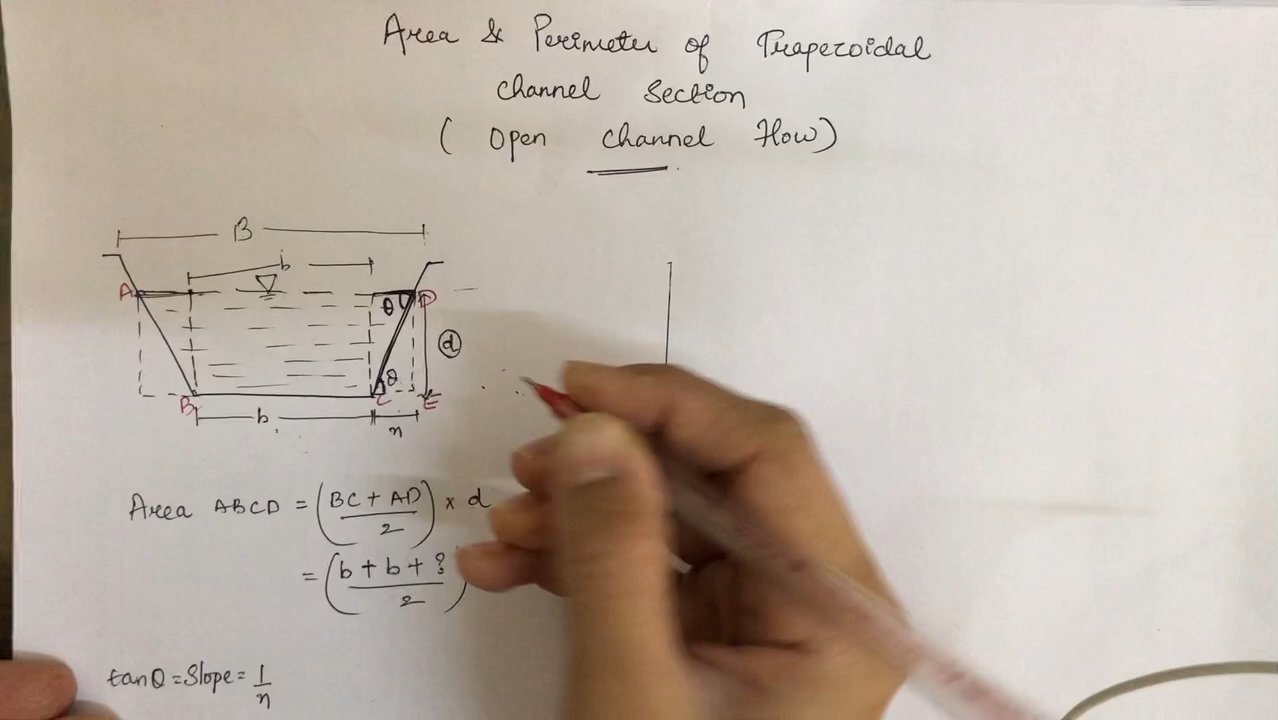 Area & Perimeter of Trapezoidal
channel section
( Open channel flow)
B
b
A
θ
D
d
θ
B
C
E
b
n
Area ABCD = (BC + AD / 2) × d
= (b + b + ? / 2)
tanθ = Slope = 1/n